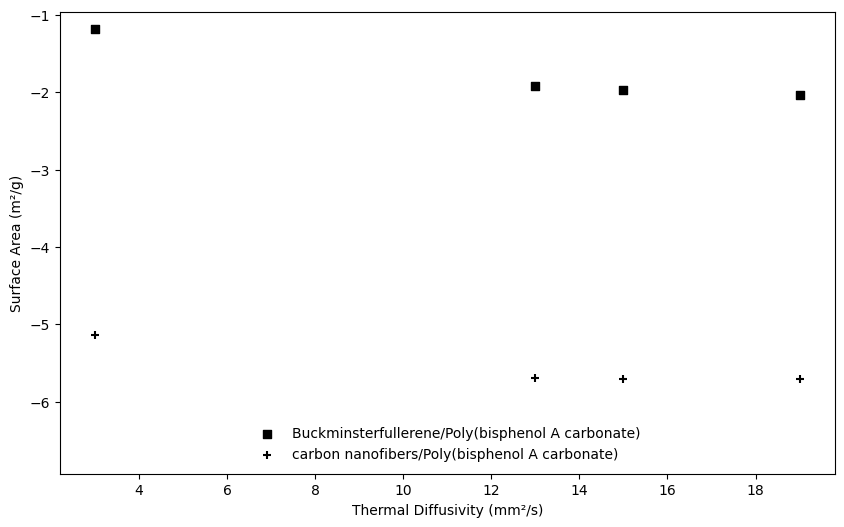 −1
−2
−3
−4
−5
−6
Surface Area (m²/g)
Buckminsterfullerene/Poly(bisphenol A carbonate)
carbon nanofibers/Poly(bisphenol A carbonate)
4 6 8 10 12 14 16 18
Thermal Diffusivity (mm²/s)